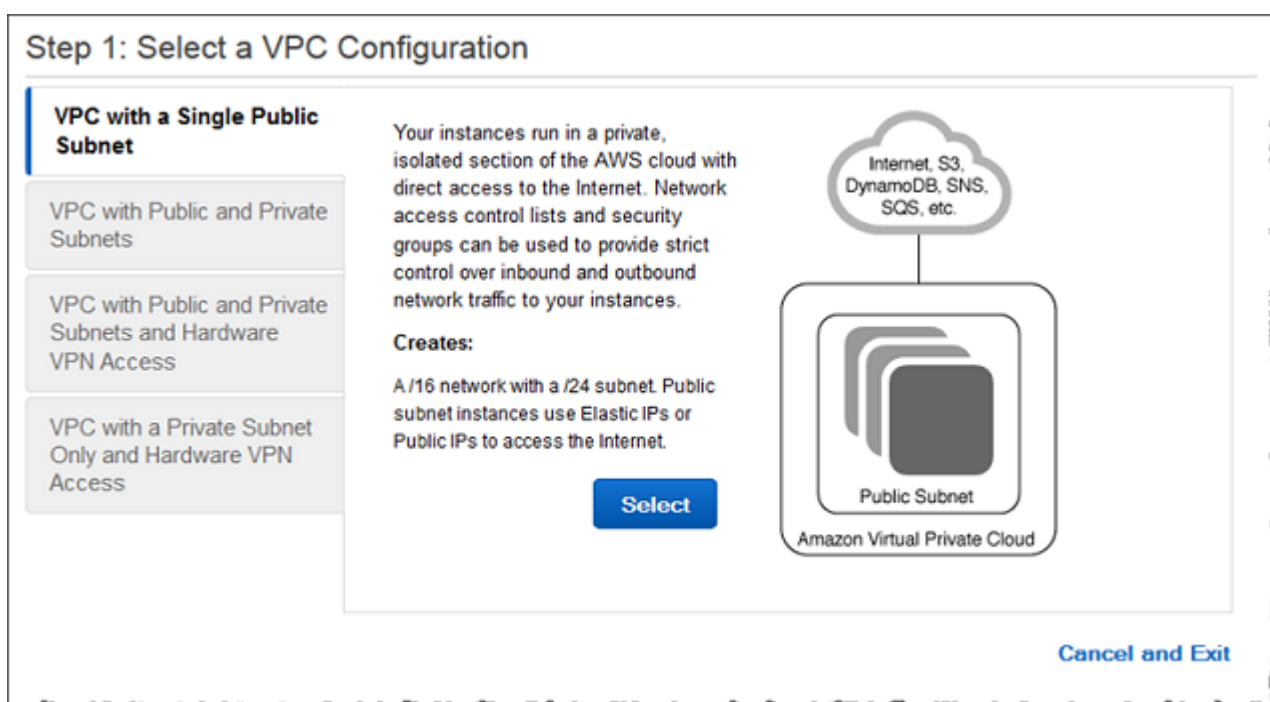 Step 1: Select a VPC Configuration
VPC with a Single Public
Subnet
VPC with Public and Private
Subnets
VPC with Public and Private
Subnets and Hardware
VPN Access
VPC with a Private Subnet
Only and Hardware VPN
Access
Your instances run in a private,
isolated section of the AWS cloud with
direct access to the Internet. Network
access control lists and security
groups can be used to provide strict
control over inbound and outbound
network traffic to your instances.
Creates:
A /16 network with a /24 subnet. Public
subnet instances use Elastic IPs or
Public IPs to access the Internet.
Select
Internet, S3,
DynamoDB, SNS,
SQS, etc.
Public Subnet
Amazon Virtual Private Cloud
Cancel and Exit